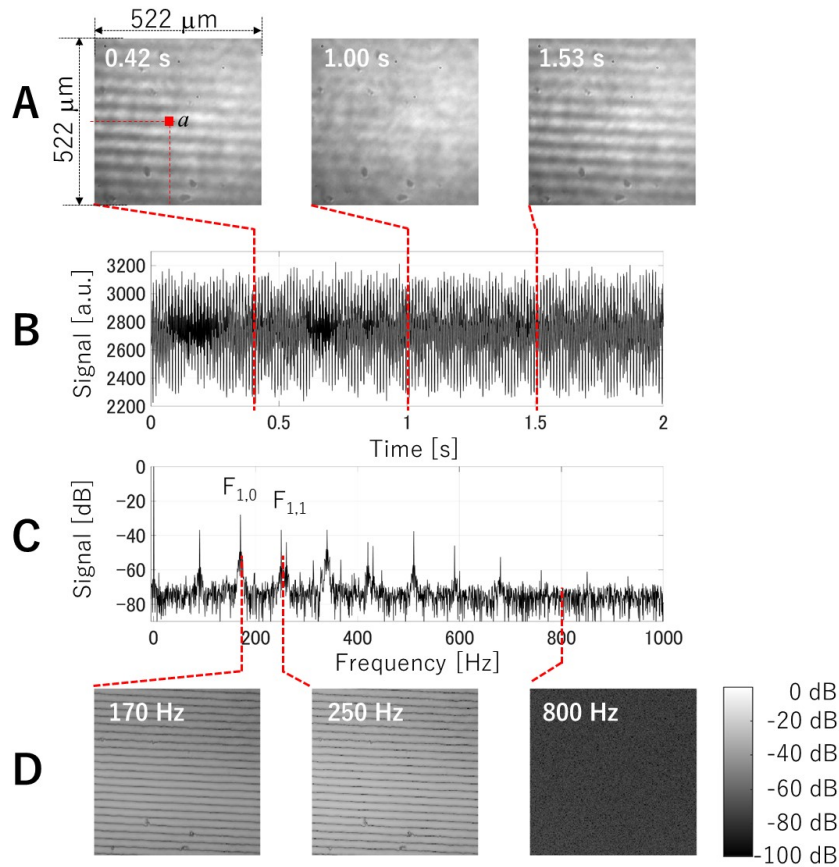 522 μm
522 μm
A
0.42 s
a
1.00 s
1.53 s
B
Signal [a.u.]
3200
3000
2800
2600
2400
2200
0
0.5
1
1.5
2
Time [s]
C
Signal [dB]
0
−20
−40
−60
−80
F1,0
F1,1
0
200
400
600
800
1000
Frequency [Hz]
D
170 Hz
250 Hz
800 Hz
0 dB
-20 dB
-40 dB
-60 dB
-80 dB
-100 dB